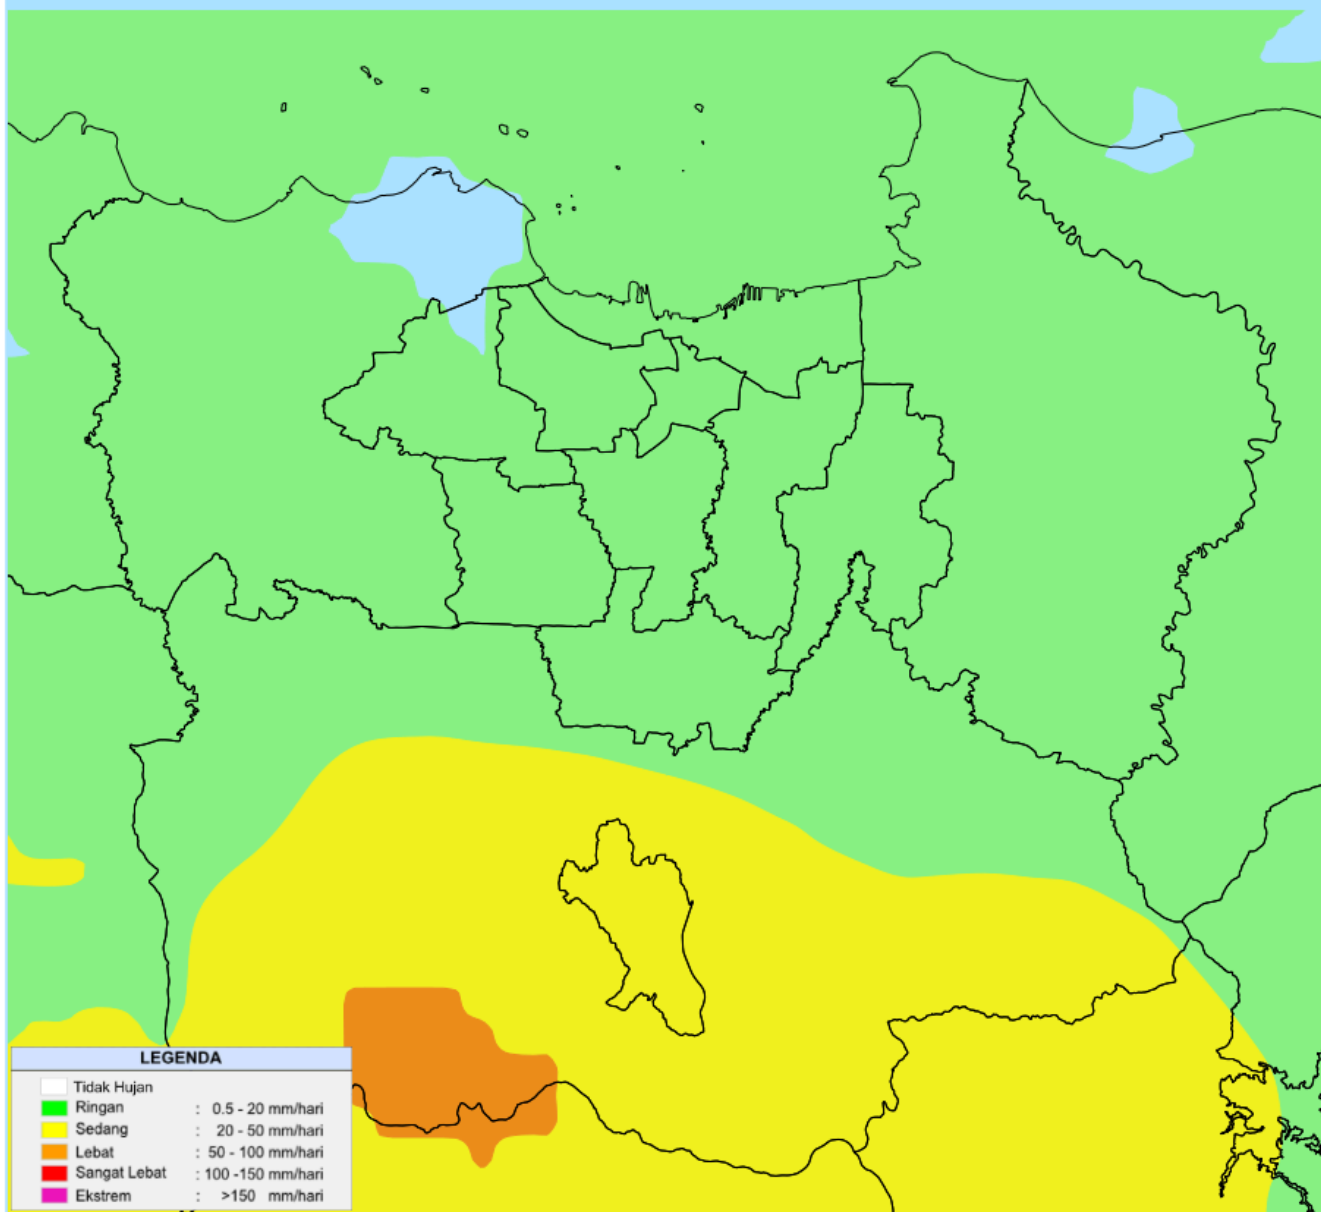 LEGENDA
Tidak Hujan
Ringan : 0.5 - 20 mm/hari
Sedang : 20 - 50 mm/hari
Lebat : 50 - 100 mm/hari
Sangat Lebat : 100 -150 mm/hari
Ekstrem : >150 mm/hari